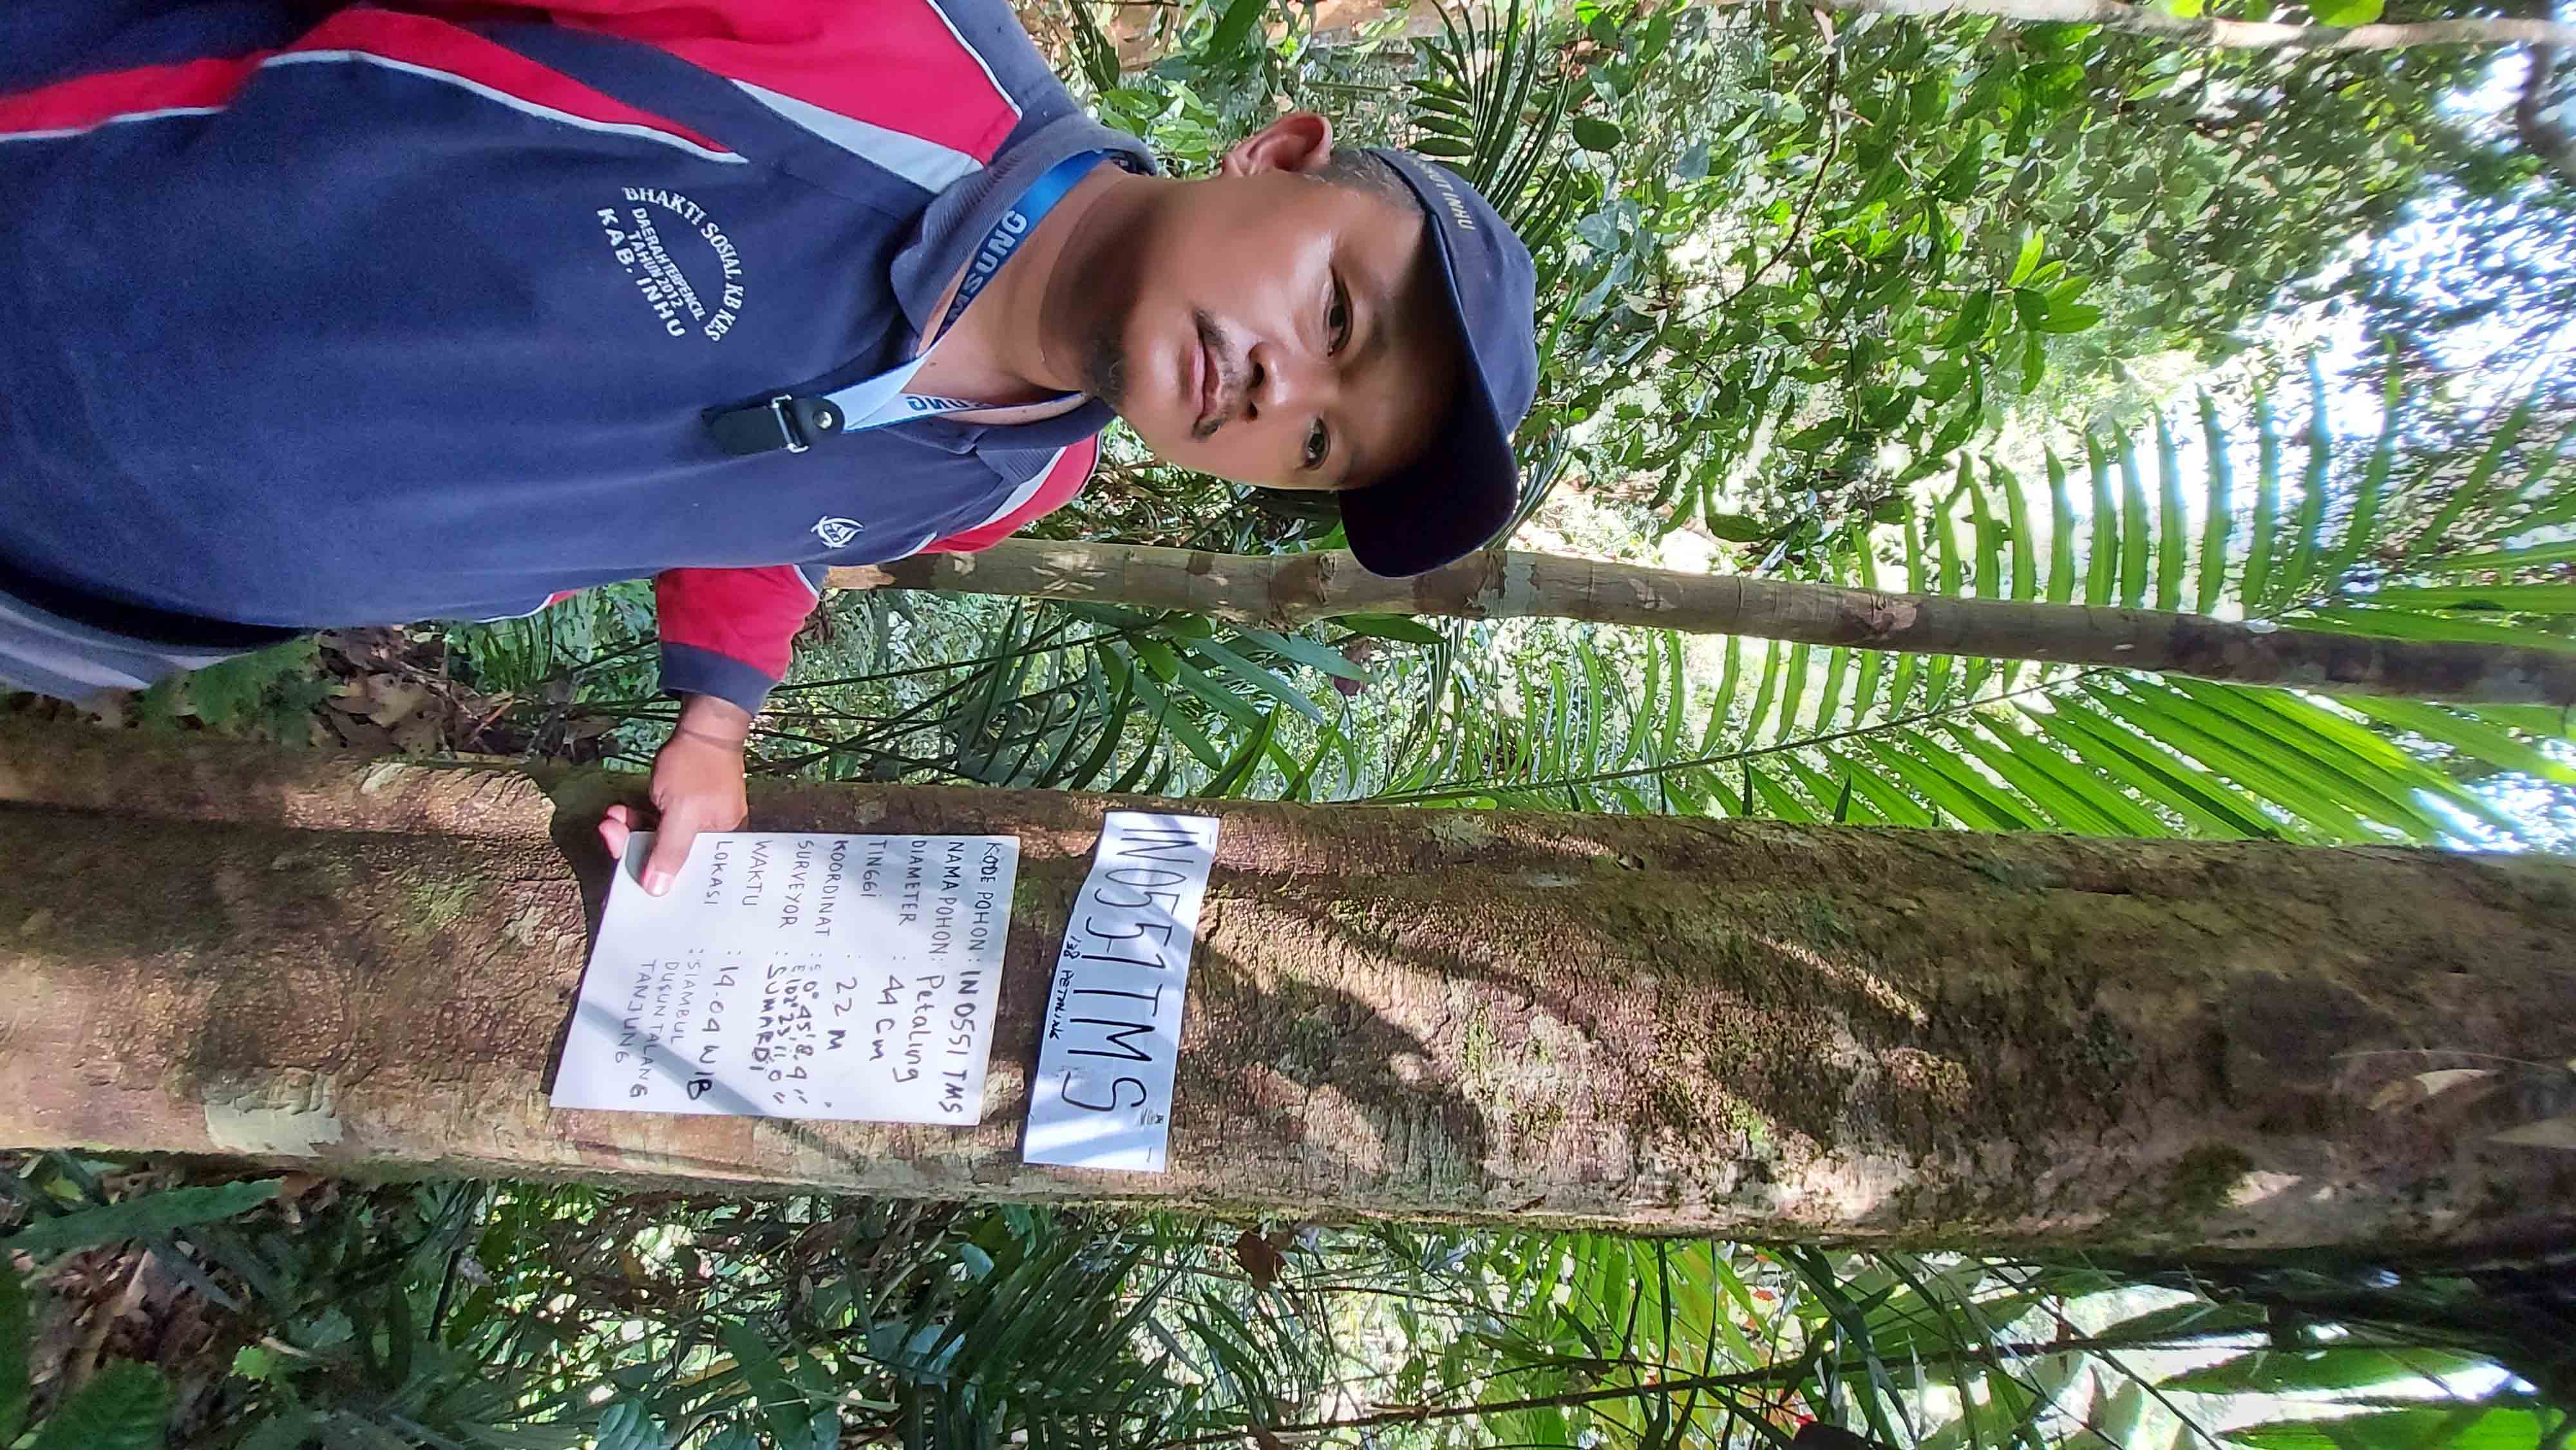 INHU
SAMSUNG
BHAKTI SOSIAL KB KES
DAERAH TERPENCIL
TAHUN 2012
KAB. INHU
IN0551TMS
138 PETALING
KODE POHON : IN 0551 TMS
NAMA POHON : Petaling
DIAMETER : 44 Cm
TINGGI : 22 M
KOORDINAT : S 0° 45' 8.4"
E 102° 23' 11,0"
SURVEYOR : SUMARDI
WAKTU : 14.04 WIB
LOKASI : SIAMBUL
DUSUN TALANG
TANJUNG